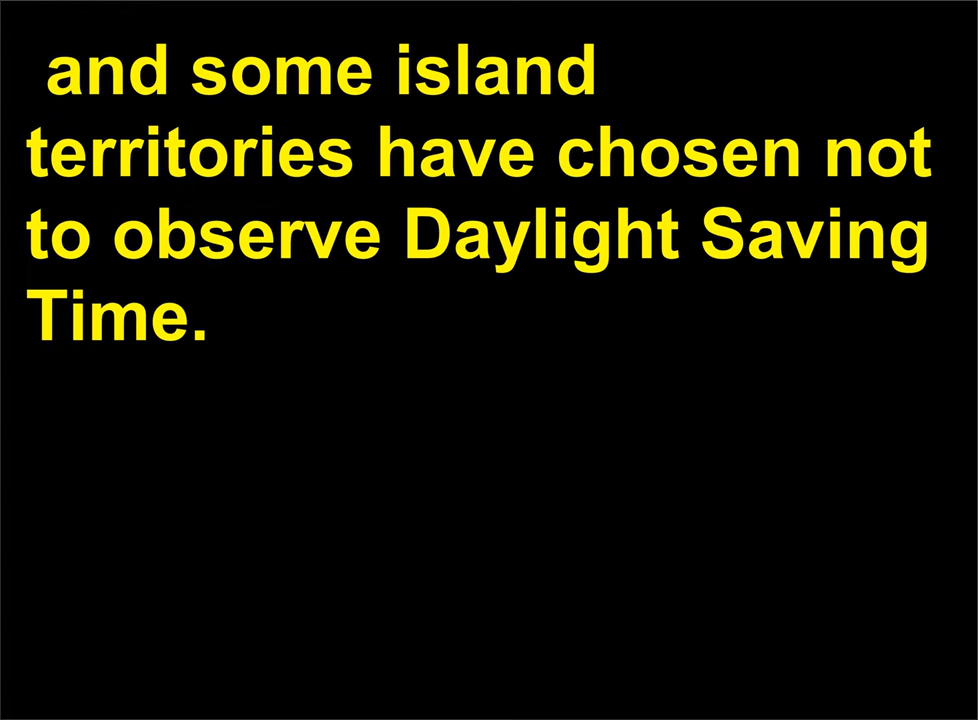 and some island
territories have chosen not
to observe Daylight Saving
Time.